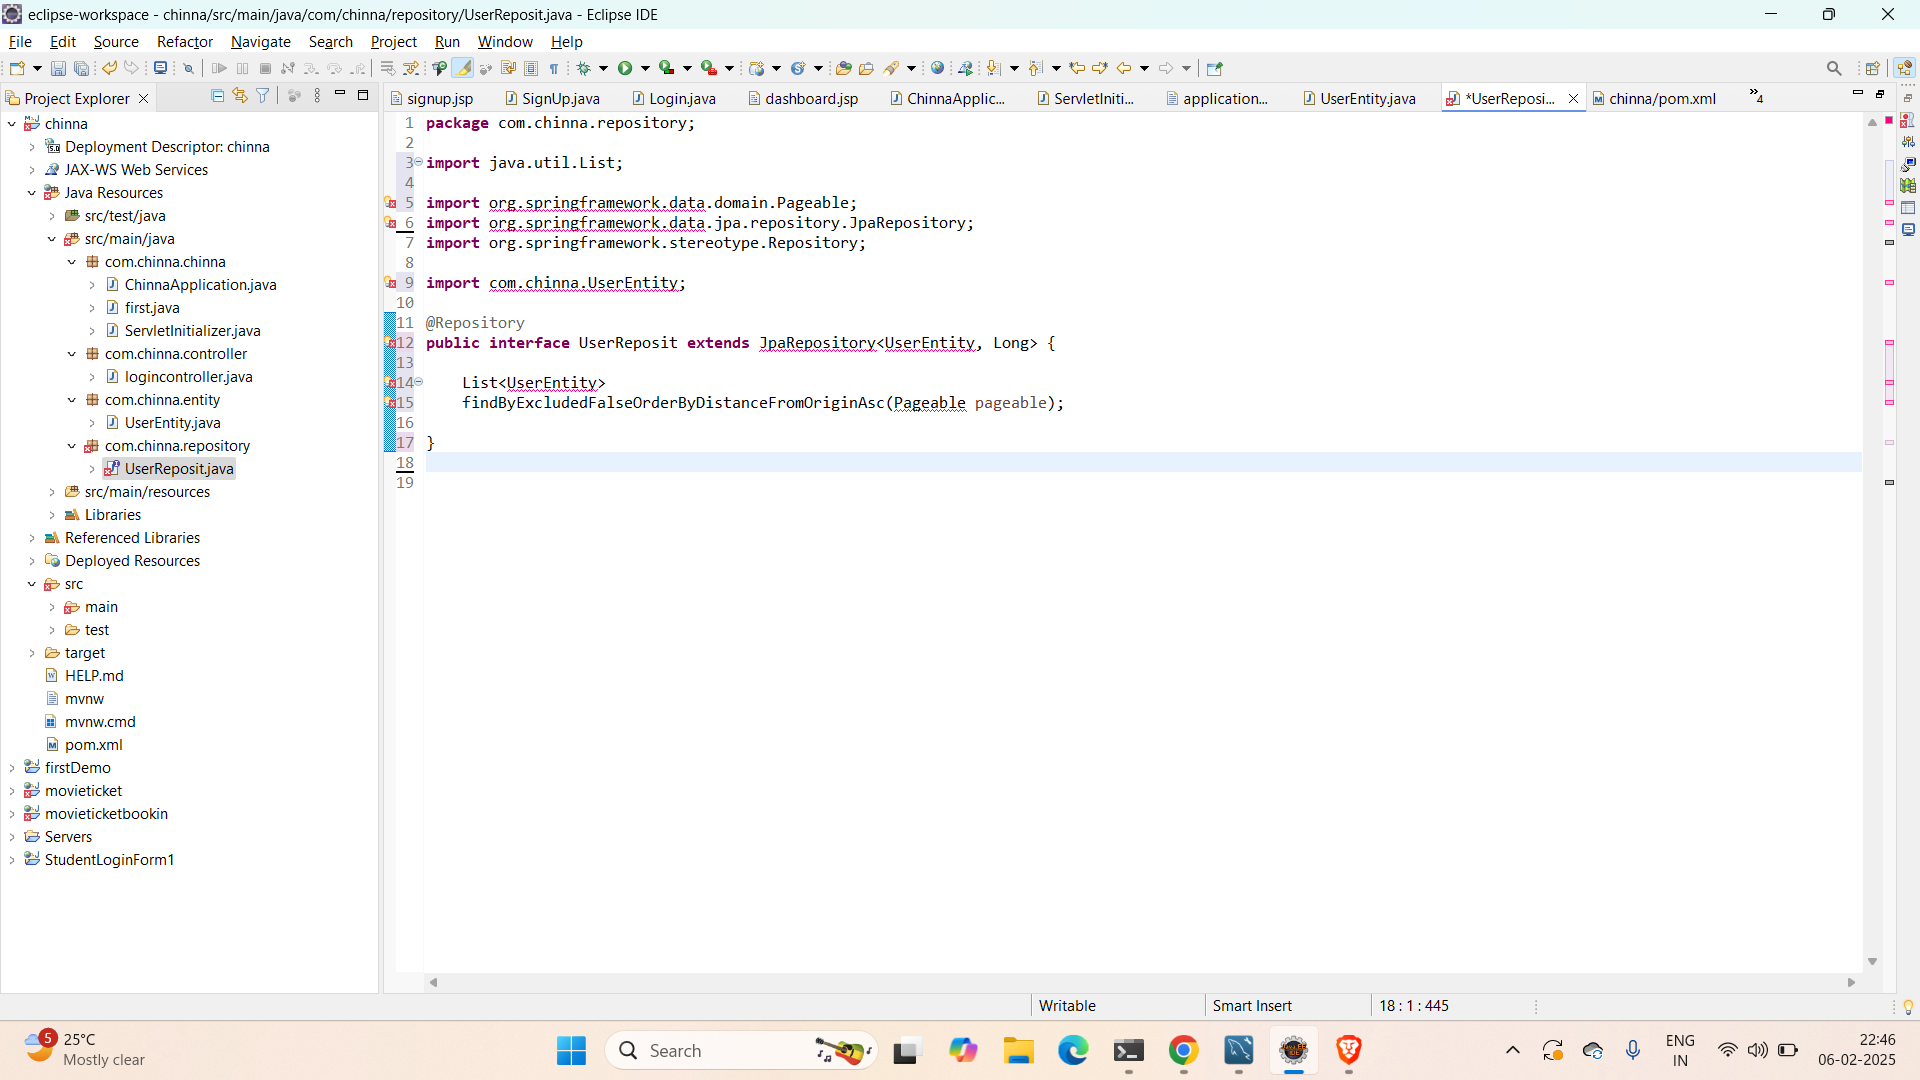 eclipse-workspace - chinna/src/main/java/com/chinna/repository/UserReposit.java - Eclipse IDE
File Edit Source Refactor Navigate Search Project Run Window Help
Project Explorer
signup.jsp SignUp.java Login.java dashboard.jsp ChinnaApplic... ServletIniti... application... UserEntity.java *UserReposi... chinna/pom.xml 4
chinna
Deployment Descriptor: chinna
JAX-WS Web Services
Java Resources
src/test/java
src/main/java
com.chinna.chinna
ChinnaApplication.java
first.java
ServletInitializer.java
com.chinna.controller
logincontroller.java
com.chinna.entity
UserEntity.java
com.chinna.repository
UserReposit.java
src/main/resources
Libraries
Referenced Libraries
Deployed Resources
src
main
test
target
HELP.md
mvnw
mvnw.cmd
pom.xml
firstDemo
movieticket
movieticketbookin
Servers
StudentLoginForm1
1 package com.chinna.repository;
2
3 import java.util.List;
4
5 import org.springframework.data.domain.Pageable;
6 import org.springframework.data.jpa.repository.JpaRepository;
7 import org.springframework.stereotype.Repository;
8
9 import com.chinna.UserEntity;
10
11 @Repository
12 public interface UserReposit extends JpaRepository<UserEntity, Long> {
13
14 List<UserEntity>
15 findByExcludedFalseOrderByDistanceFromOriginAsc(Pageable pageable);
16
17 }
18
19
Writable Smart Insert 18 : 1 : 445
5
25°C
Mostly clear
Search
ENG
IN
22:46
06-02-2025